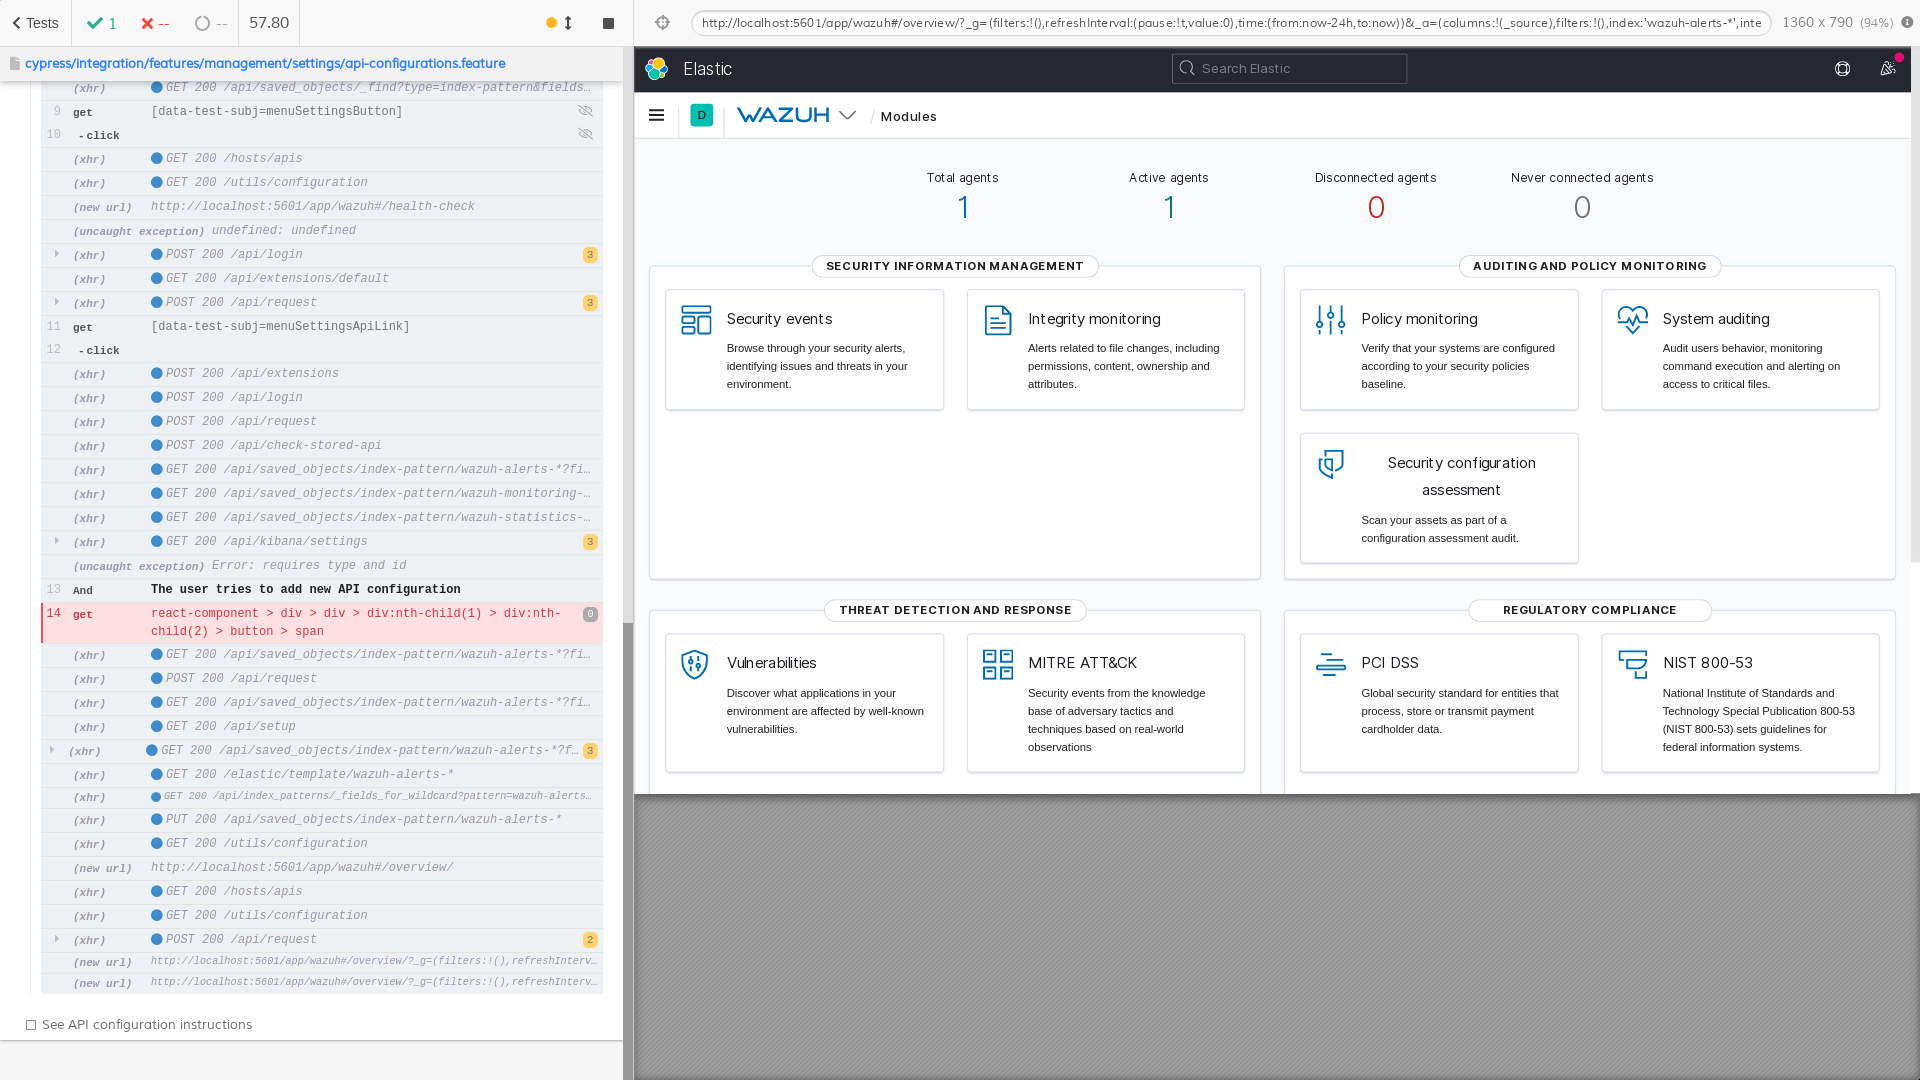 Tests
1
--
--
57.80
http://localhost:5601/app/wazuh#/overview/?_g=(filters:!(),refreshInterval:(pause:!t,value:0),time:(from:now-24h,to:now))&_a=(columns:!(_source),filters:!(),index:'wazuh-alerts-*',inte
1360 x 790 (94%)
cypress/integration/features/management/settings/api-configurations.feature
(xhr) GET 200 /api/saved_objects/_find?type=index-pattern&fields…
9 get [data-test-subj=menuSettingsButton]
10 -click
(xhr) GET 200 /hosts/apis
(xhr) GET 200 /utils/configuration
(new url) http://localhost:5601/app/wazuh#/health-check
(uncaught exception) undefined: undefined
(xhr) POST 200 /api/login 3
(xhr) GET 200 /api/extensions/default
(xhr) POST 200 /api/request 3
11 get [data-test-subj=menuSettingsApiLink]
12 -click
(xhr) POST 200 /api/extensions
(xhr) POST 200 /api/login
(xhr) POST 200 /api/request
(xhr) POST 200 /api/check-stored-api
(xhr) GET 200 /api/saved_objects/index-pattern/wazuh-alerts-*?fi…
(xhr) GET 200 /api/saved_objects/index-pattern/wazuh-monitoring-…
(xhr) GET 200 /api/saved_objects/index-pattern/wazuh-statistics-…
(xhr) GET 200 /api/kibana/settings 3
(uncaught exception) Error: requires type and id
13 And The user tries to add new API configuration
14 get react-component > div > div > div:nth-child(1) > div:nth-
child(2) > button > span 0
(xhr) GET 200 /api/saved_objects/index-pattern/wazuh-alerts-*?fi…
(xhr) POST 200 /api/request
(xhr) GET 200 /api/saved_objects/index-pattern/wazuh-alerts-*?fi…
(xhr) GET 200 /api/setup
(xhr) GET 200 /api/saved_objects/index-pattern/wazuh-alerts-*?f… 3
(xhr) GET 200 /elastic/template/wazuh-alerts-*
(xhr) GET 200 /api/index_patterns/_fields_for_wildcard?pattern=wazuh-alerts…
(xhr) PUT 200 /api/saved_objects/index-pattern/wazuh-alerts-*
(xhr) GET 200 /utils/configuration
(new url) http://localhost:5601/app/wazuh#/overview/
(xhr) GET 200 /hosts/apis
(xhr) GET 200 /utils/configuration
(xhr) POST 200 /api/request 2
(new url) http://localhost:5601/app/wazuh#/overview/?_g=(filters:!(),refreshInterv…
(new url) http://localhost:5601/app/wazuh#/overview/?_g=(filters:!(),refreshInterv…
See API configuration instructions
Elastic
Search Elastic
D
WAZUH
/ Modules
Total agents
1
Active agents
1
Disconnected agents
0
Never connected agents
0
SECURITY INFORMATION MANAGEMENT
Security events
Browse through your security alerts,
identifying issues and threats in your
environment.
Integrity monitoring
Alerts related to file changes, including
permissions, content, ownership and
attributes.
AUDITING AND POLICY MONITORING
Policy monitoring
Verify that your systems are configured
according to your security policies
baseline.
System auditing
Audit users behavior, monitoring
command execution and alerting on
access to critical files.
Security configuration
assessment
Scan your assets as part of a
configuration assessment audit.
THREAT DETECTION AND RESPONSE
Vulnerabilities
Discover what applications in your
environment are affected by well-known
vulnerabilities.
MITRE ATT&CK
Security events from the knowledge
base of adversary tactics and
techniques based on real-world
observations
REGULATORY COMPLIANCE
PCI DSS
Global security standard for entities that
process, store or transmit payment
cardholder data.
NIST 800-53
National Institute of Standards and
Technology Special Publication 800-53
(NIST 800-53) sets guidelines for
federal information systems.